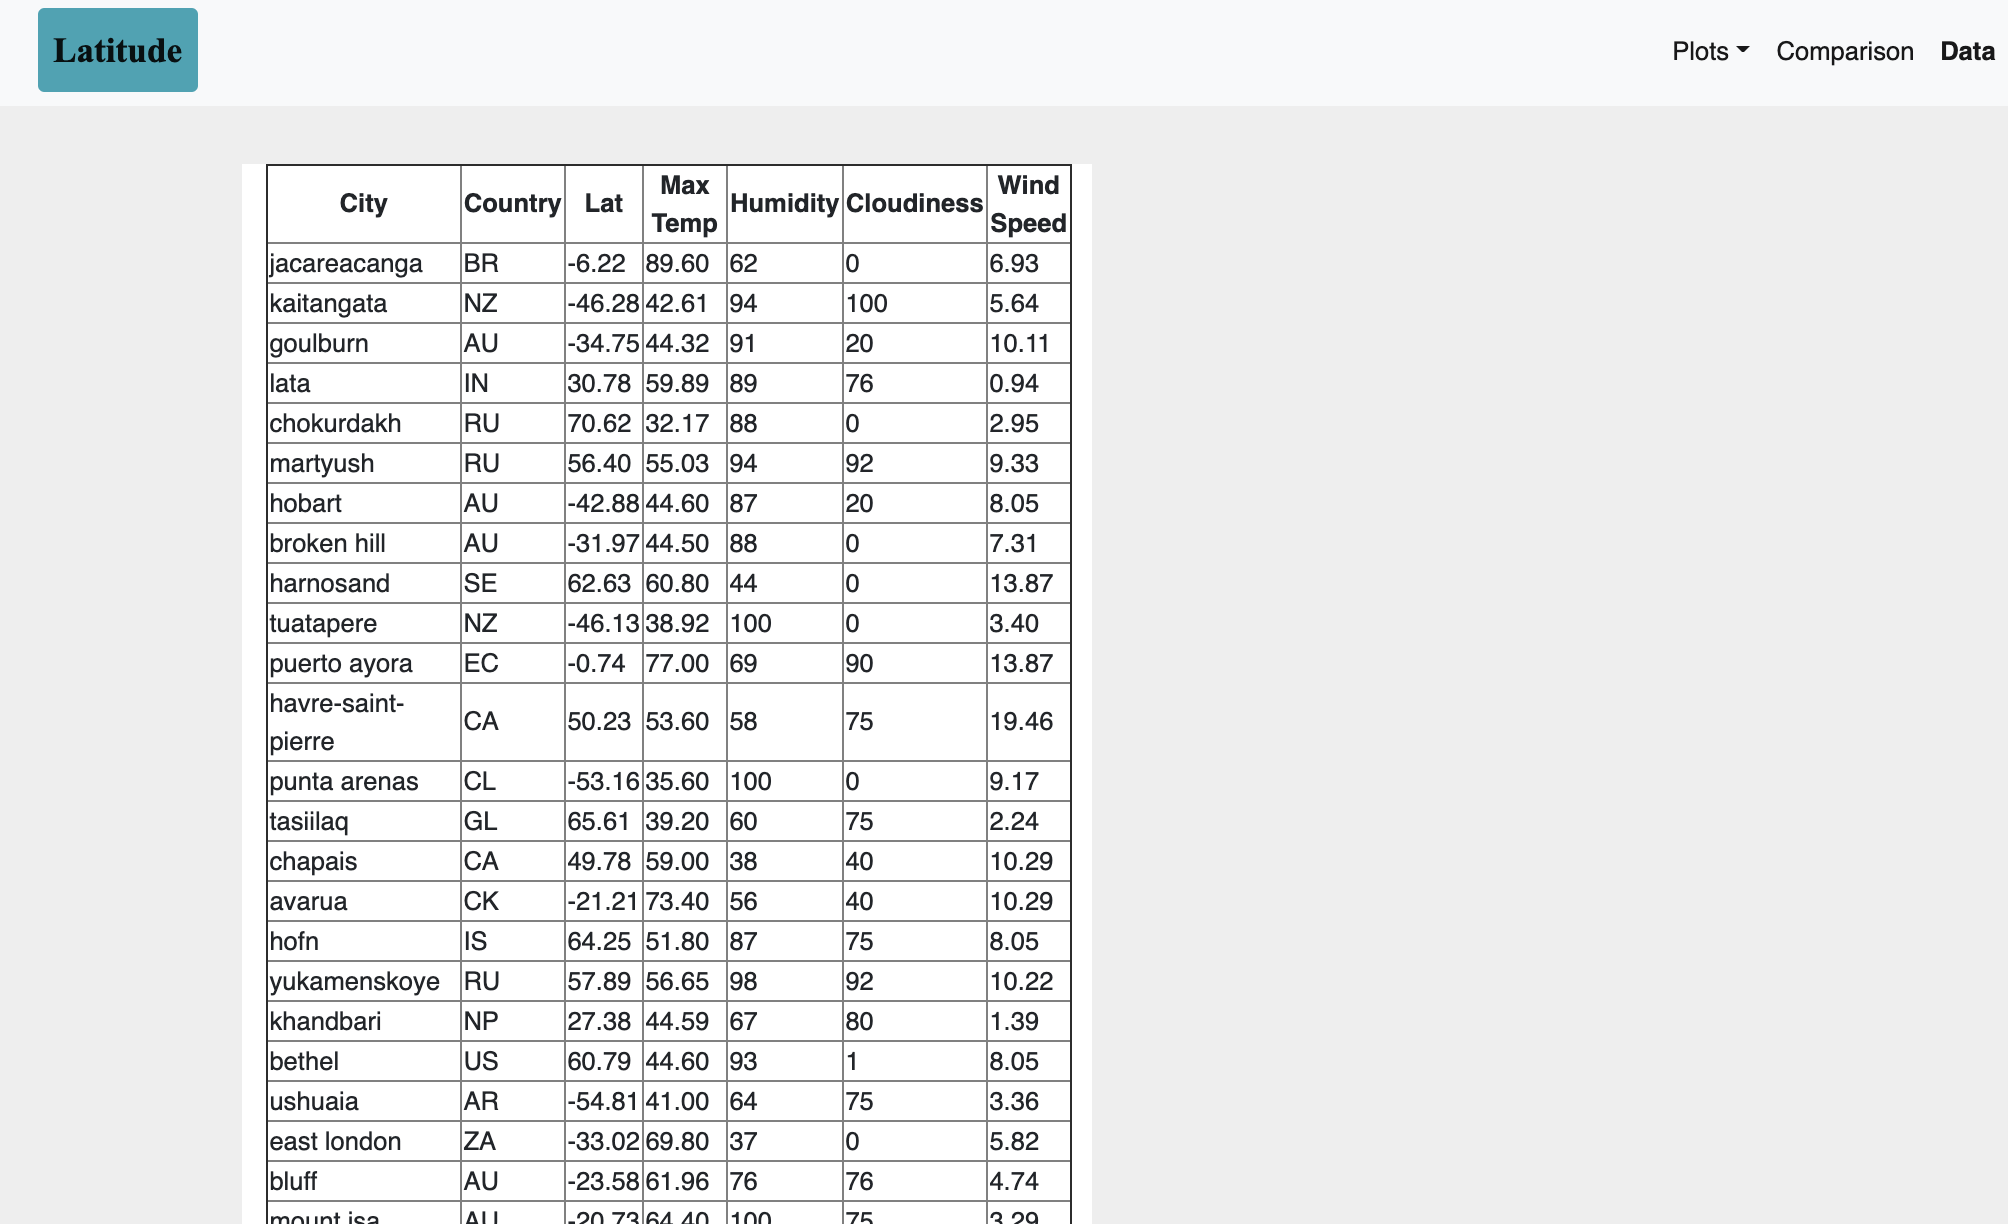 Latitude
Plots Comparison Data
City Country Lat Max Temp Humidity Cloudiness Wind Speed
jacareacanga BR -6.22 89.60 62 0 6.93
kaitangata NZ -46.28 42.61 94 100 5.64
goulburn AU -34.75 44.32 91 20 10.11
lata IN 30.78 59.89 89 76 0.94
chokurdakh RU 70.62 32.17 88 0 2.95
martyush RU 56.40 55.03 94 92 9.33
hobart AU -42.88 44.60 87 20 8.05
broken hill AU -31.97 44.50 88 0 7.31
harnosand SE 62.63 60.80 44 0 13.87
tuatapere NZ -46.13 38.92 100 0 3.40
puerto ayora EC -0.74 77.00 69 90 13.87
havre-saint-pierre CA 50.23 53.60 58 75 19.46
punta arenas CL -53.16 35.60 100 0 9.17
tasiilaq GL 65.61 39.20 60 75 2.24
chapais CA 49.78 59.00 38 40 10.29
avarua CK -21.21 73.40 56 40 10.29
hofn IS 64.25 51.80 87 75 8.05
yukamenskoye RU 57.89 56.65 98 92 10.22
khandbari NP 27.38 44.59 67 80 1.39
bethel US 60.79 44.60 93 1 8.05
ushuaia AR -54.81 41.00 64 75 3.36
east london ZA -33.02 69.80 37 0 5.82
bluff AU -23.58 61.96 76 76 4.74
mount isa AU -20.73 64.40 100 75 3.29